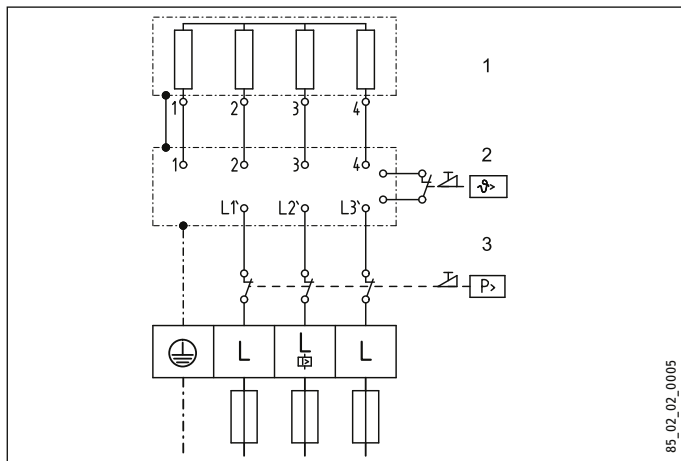 1
1 2 3 4
1 2 3 4
2
ϑ>
L1` L2` L3`
3
P>
L L L
I>
85_02_02_0005